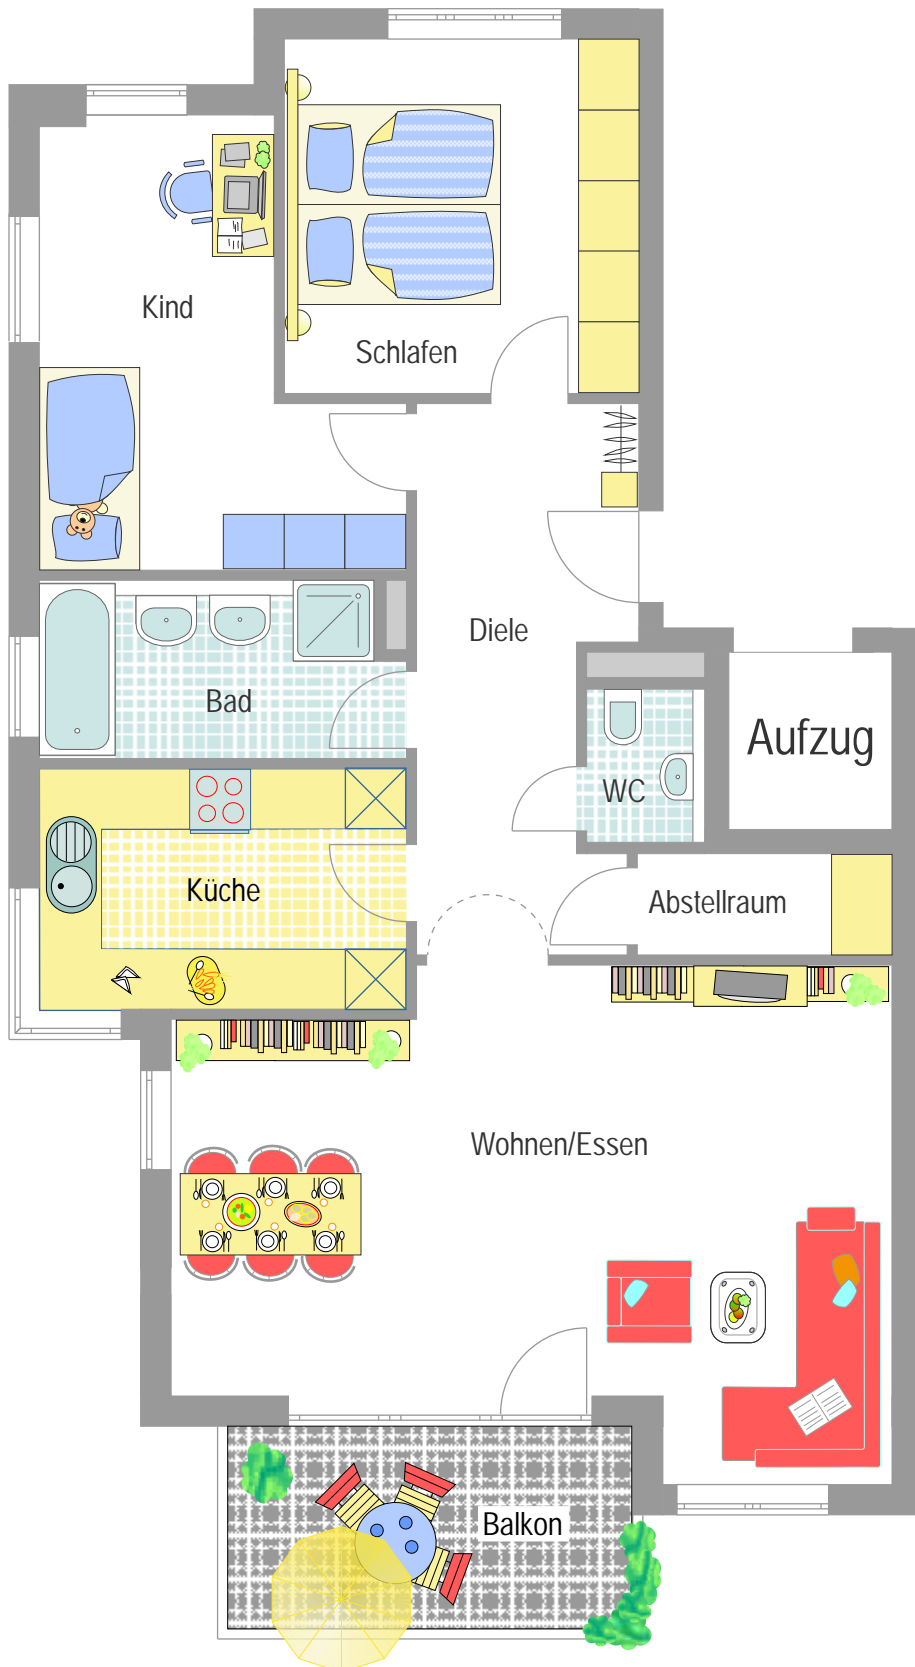 Kind
Schlafen
Diele
Bad
Aufzug
WC
Küche
Abstellraum
Wohnen/Essen
Balkon